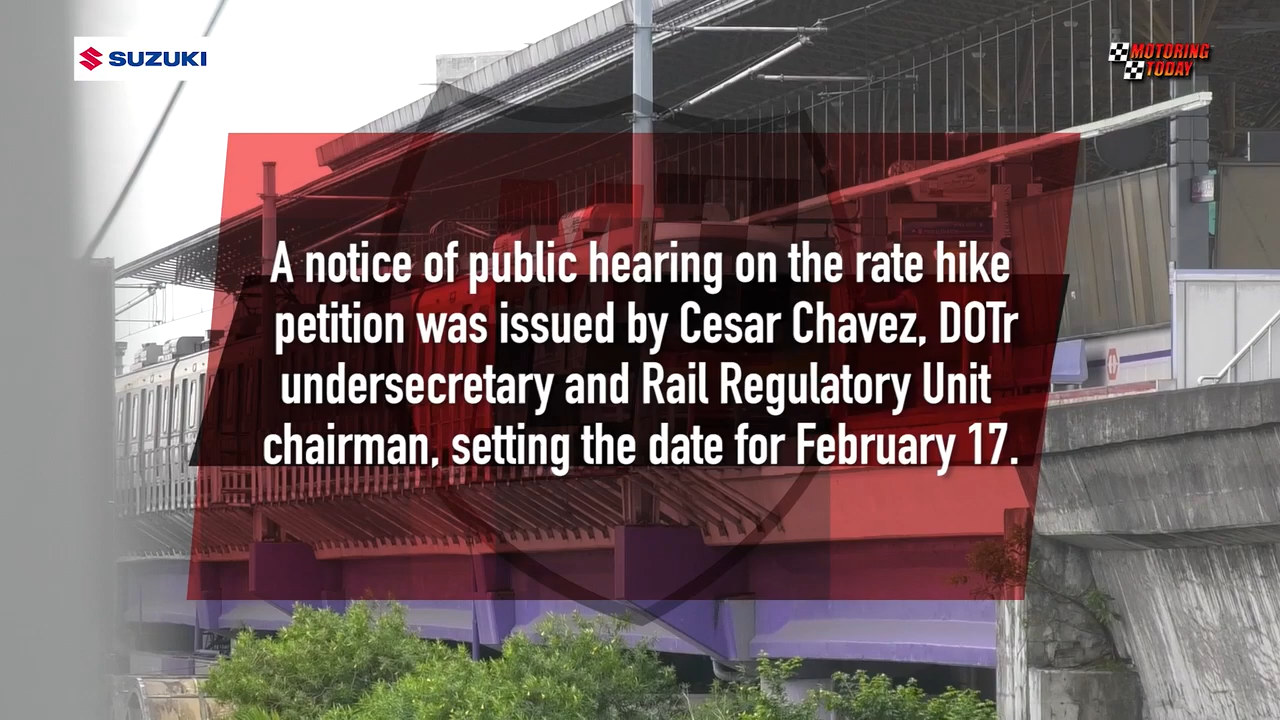 SUZUKI
MOTORING
TODAY
A notice of public hearing on the rate hike
petition was issued by Cesar Chavez, DOTr
undersecretary and Rail Regulatory Unit
chairman, setting the date for February 17.